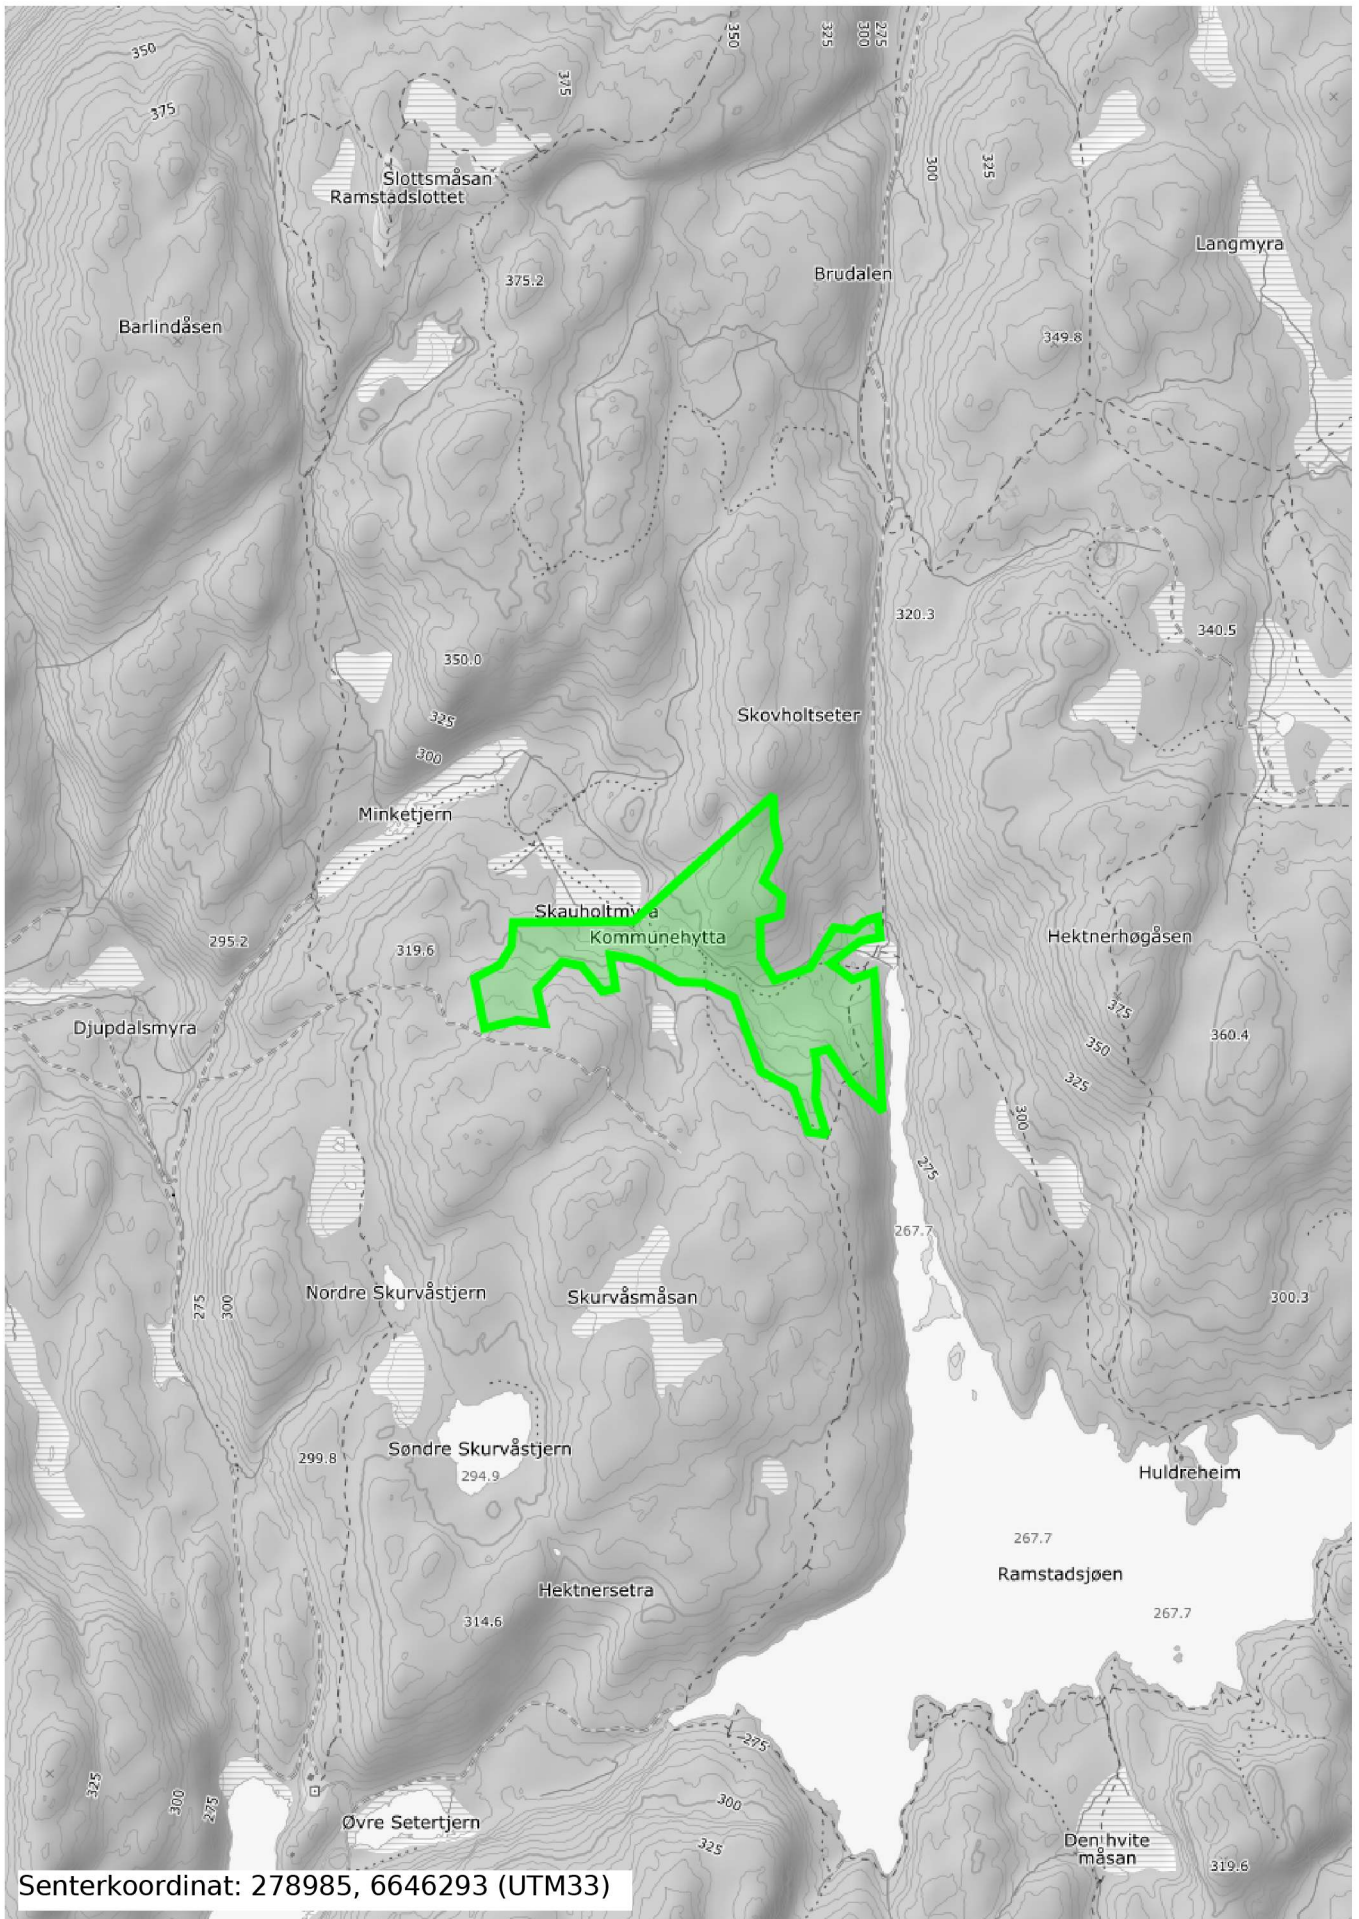 350
325
300
275
350
375
375
300
325
Slottsmåsan
Ramstadslottet
Langmyra
Brudalen
375.2
Barlindåsen
349.8
320.3
340.5
350.0
325
Skovholtseter
300
Minketjern
Skauholtmyra
Kommunehytta
Hektnerhøgåsen
295.2
319.6
375
Djupdalsmyra
360.4
350
325
300
275
267.7
Nordre Skurvåstjern
Skurvåsmåsan
300.3
275
300
Søndre Skurvåstjern
299.8
294.9
Huldreheim
267.7
Ramstadsjøen
Hektnersetra
314.6
267.7
275
325
300
275
300
Øvre Setertjern
325
Den hvite
måsan
319.6
Senterkoordinat: 278985, 6646293 (UTM33)